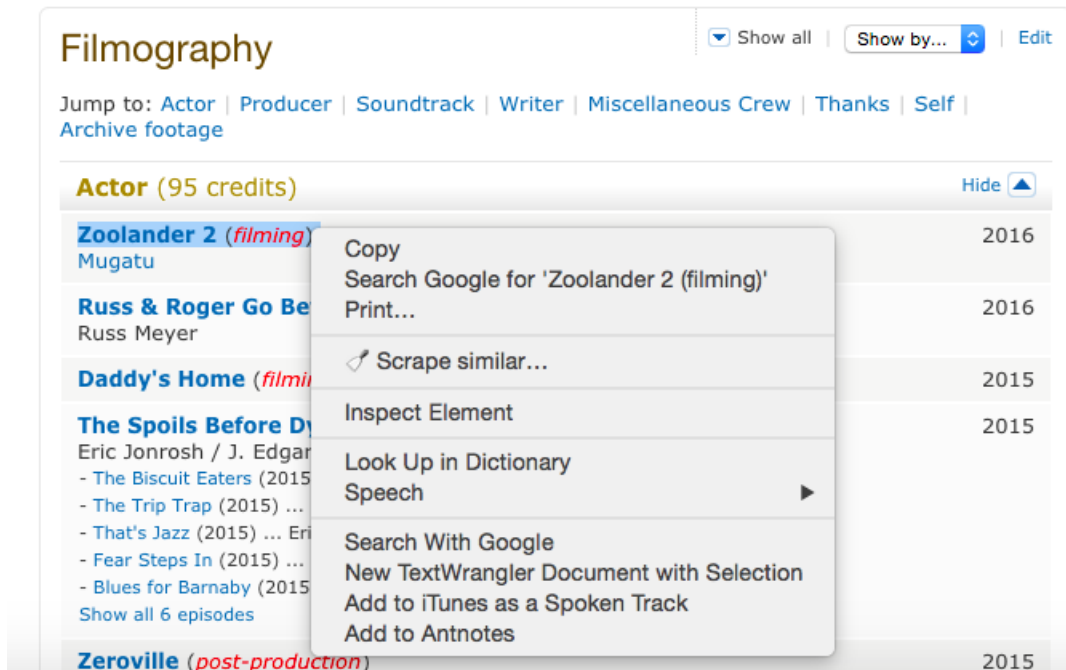 Filmography
Show all | Show by... | Edit
Jump to: Actor | Producer | Soundtrack | Writer | Miscellaneous Crew | Thanks | Self |
Archive footage
Actor (95 credits)
Hide
Zoolander 2 (filming)
2016
Mugatu
Russ & Roger Go Be
2016
Russ Meyer
Daddy's Home (filmi
2015
The Spoils Before Dy
2015
Eric Jonrosh / J. Edgar
- The Biscuit Eaters (2015
- The Trip Trap (2015) ...
- That's Jazz (2015) ... Eri
- Fear Steps In (2015) ...
- Blues for Barnaby (2015
Show all 6 episodes
Zeroville (post-production)
2015
Copy
Search Google for 'Zoolander 2 (filming)'
Print...
Scrape similar...
Inspect Element
Look Up in Dictionary
Speech
Search With Google
New TextWrangler Document with Selection
Add to iTunes as a Spoken Track
Add to Antnotes